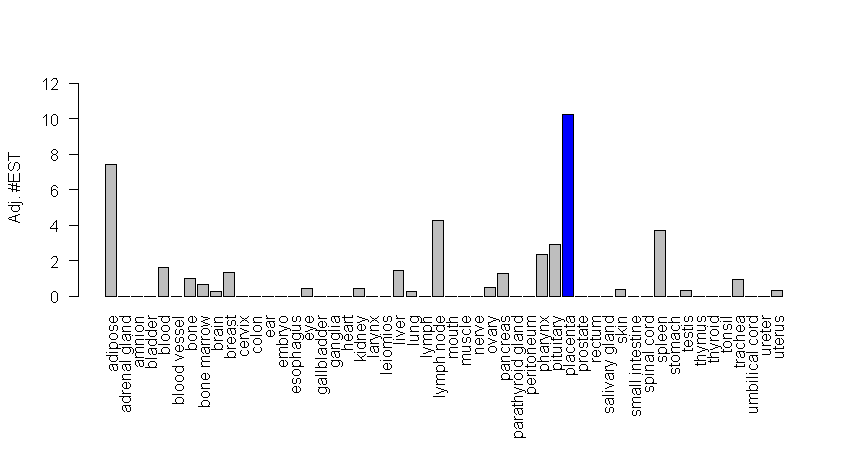 Adj. #EST
12
10
8
6
4
2
0
adipose
adrenal gland
amnion
bladder
blood
blood vessel
bone
bone marrow
brain
breast
cervix
colon
ear
embryo
esophagus
eye
gallbladder
ganglia
heart
kidney
larynx
leiomios
liver
lung
lymph
lymph node
mouth
muscle
nerve
ovary
pancreas
parathyroid gland
peritoneum
pharynx
pituitary
placenta
prostate
rectum
salivary gland
skin
small intestine
spinal cord
spleen
stomach
testis
thymus
thyroid
tonsil
trachea
umbilical cord
ureter
uterus